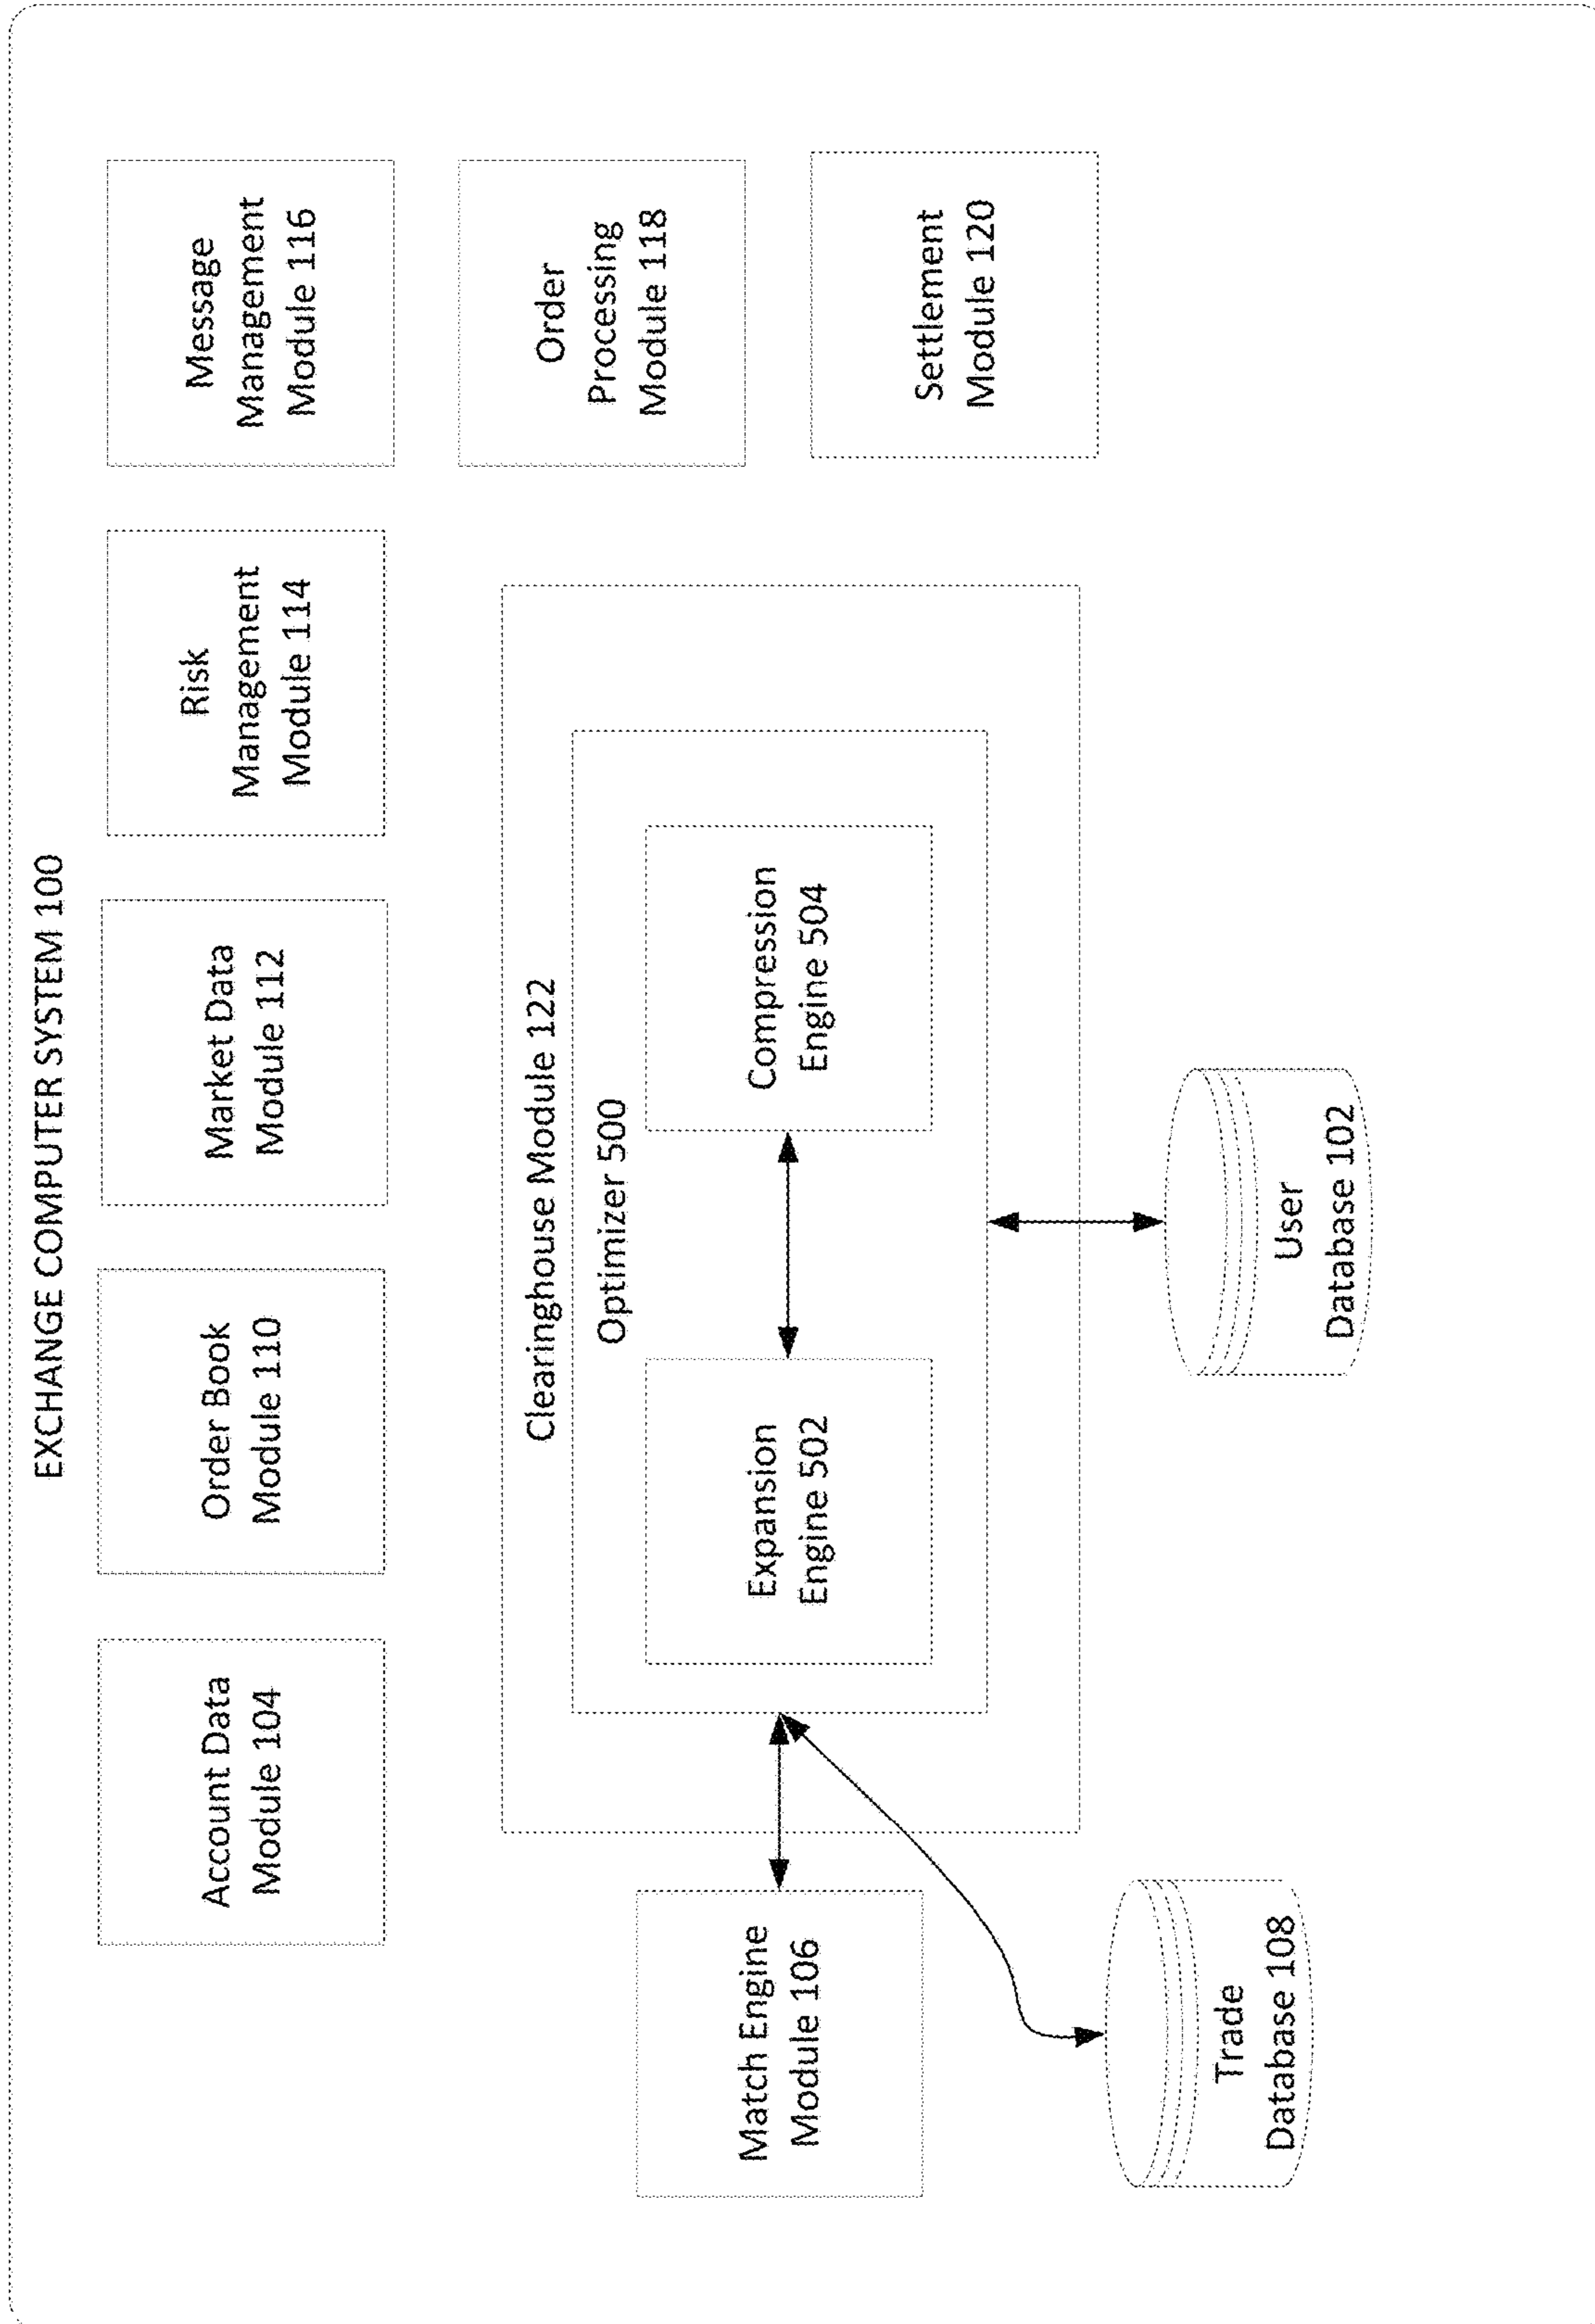 EXCHANGE COMPUTER SYSTEM 100
Account Data
Module 104
Order Book
Module 110
Market Data
Module 112
Risk
Management
Module 114
Message
Management
Module 116
Clearinghouse Module 122
Optimizer 500
Expansion
Engine 502
Compression
Engine 504
Order
Processing
Module 118
Settlement
Module 120
Match Engine
Module 106
Trade
Database 108
User
Database 102